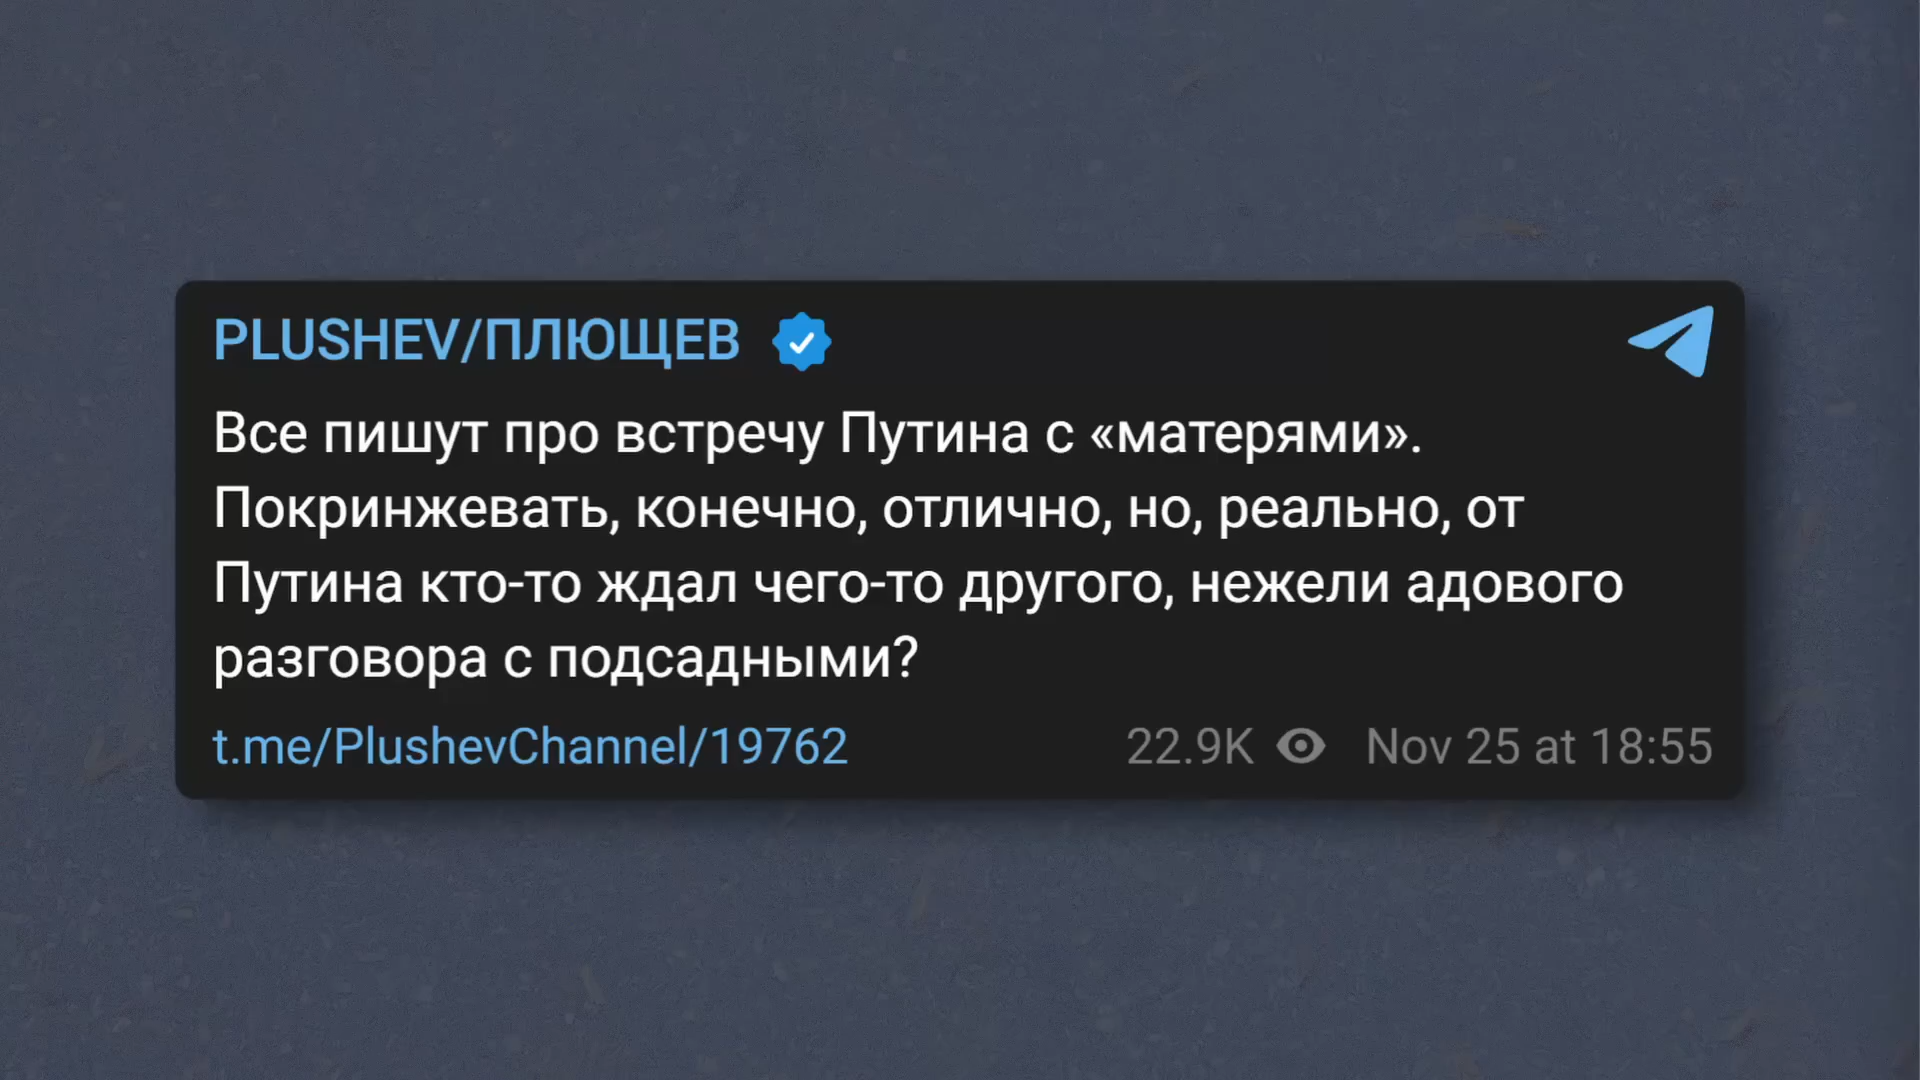 PLUSHEV/ПЛЮЩЕВ
Все пишут про встречу Путина с «матерями».
Покринжевать, конечно, отлично, но, реально, от
Путина кто-то ждал чего-то другого, нежели адового
разговора с подсадными?
t.me/PlushevChannel/19762 22.9K Nov 25 at 18:55